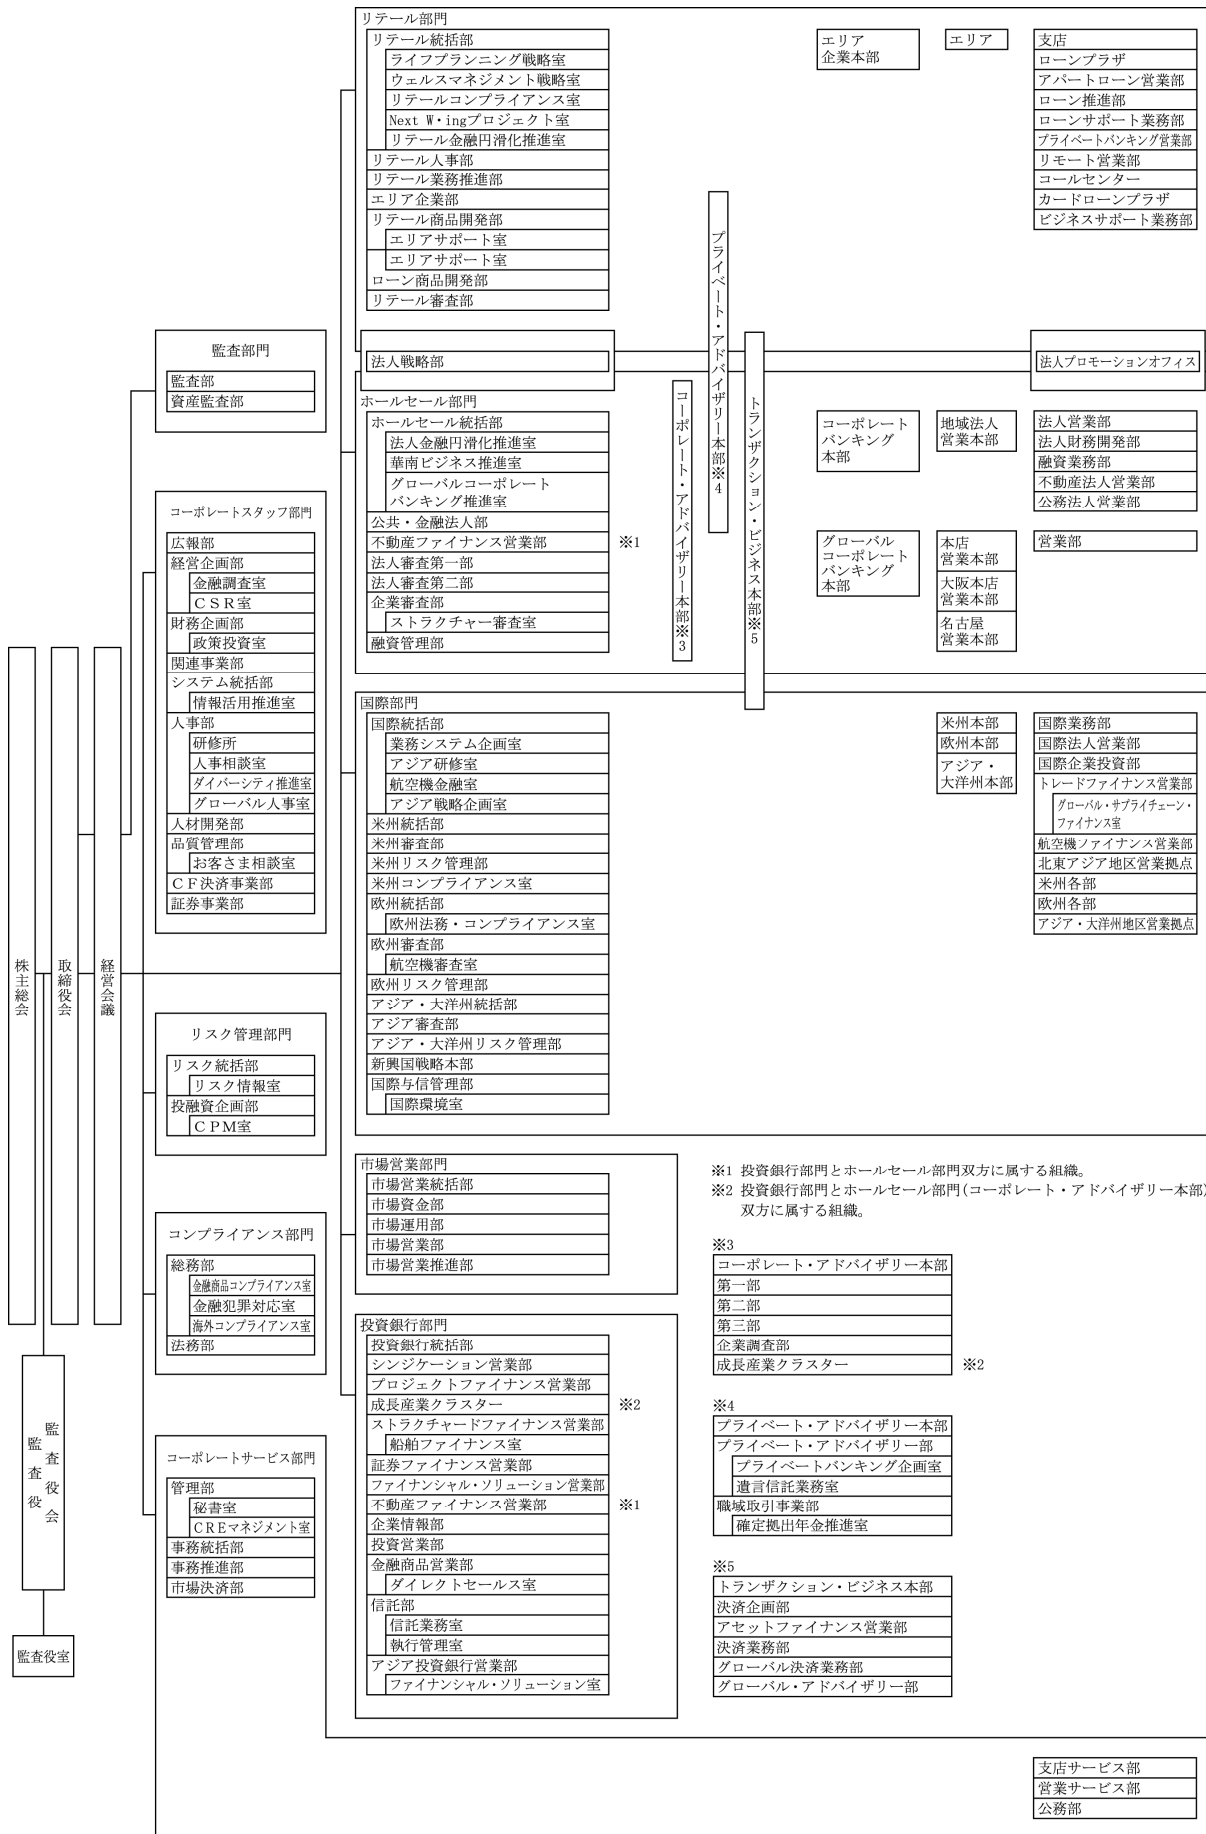 株主総会
取締役会
経営会議
監査役会
監査役
監査役室
監査部門
監査部
資産監査部
コーポレートスタッフ部門
広報部
経営企画部
金融調査室
ＣＳＲ室
財務企画部
政策投資室
関連事業部
システム統括部
情報活用推進室
人事部
研修所
人事相談室
ダイバーシティ推進室
グローバル人事室
人材開発部
品質管理部
お客さま相談室
ＣＦ決済事業部
証券事業部
リスク管理部門
リスク統括部
リスク情報室
投融資企画部
ＣＰＭ室
コンプライアンス部門
総務部
金融商品コンプライアンス室
金融犯罪対応室
海外コンプライアンス室
法務部
コーポレートサービス部門
管理部
秘書室
CREマネジメント室
事務統括部
事務推進部
市場決済部
リテール部門
リテール統括部
ライフプランニング戦略室
ウェルスマネジメント戦略室
リテールコンプライアンス室
Next W・ingプロジェクト室
リテール金融円滑化推進室
リテール人事部
リテール業務推進部
エリア企業部
リテール商品開発部
エリアサポート室
エリアサポート室
ローン商品開発部
リテール審査部
エリア
企業本部
エリア
支店
ローンプラザ
アパートローン営業部
ローン推進部
ローンサポート業務部
プライベートバンキング営業部
リモート営業部
コールセンター
カードローンプラザ
ビジネスサポート業務部
法人戦略部
法人プロモーションオフィス
プライベート・アドバイザリー本部※4
コーポレート・アドバイザリー本部※3
トランザクション・ビジネス本部※5
ホールセール部門
ホールセール統括部
法人金融円滑化推進室
華南ビジネス推進室
グローバルコーポレート
バンキング推進室
公共・金融法人部
不動産ファイナンス営業部 ※1
法人審査第一部
法人審査第二部
企業審査部
ストラクチャー審査室
融資管理部
コーポレート
バンキング
本部
地域法人
営業本部
法人営業部
法人財務開発部
融資業務部
不動産法人営業部
公務法人営業部
グローバル
コーポレート
バンキング
本部
本店
営業本部
大阪本店
営業本部
名古屋
営業本部
営業部
国際部門
国際統括部
業務システム企画室
アジア研修室
航空機金融室
アジア戦略企画室
米州統括部
米州審査部
米州リスク管理部
米州コンプライアンス室
欧州統括部
欧州法務・コンプライアンス室
欧州審査部
航空機審査室
欧州リスク管理部
アジア・大洋州統括部
アジア審査部
アジア・大洋州リスク管理部
新興国戦略本部
国際与信管理部
国際環境室
米州本部
欧州本部
アジア・
大洋州本部
国際業務部
国際法人営業部
国際企業投資部
トレードファイナンス営業部
グローバル・サプライチェーン・
ファイナンス室
航空機ファイナンス営業部
北東アジア地区営業拠点
米州各部
欧州各部
アジア・大洋州地区営業拠点
市場営業部門
市場営業統括部
市場資金部
市場運用部
市場営業部
市場営業推進部
投資銀行部門
投資銀行統括部
シンジケーション営業部
プロジェクトファイナンス営業部
成長産業クラスター ※2
ストラクチャードファイナンス営業部
船舶ファイナンス室
証券ファイナンス営業部
ファイナンシャル・ソリューション営業部
不動産ファイナンス営業部 ※1
企業情報部
投資営業部
金融商品営業部
ダイレクトセールス室
信託部
信託業務室
執行管理室
アジア投資銀行営業部
ファイナンシャル・ソリューション室
※1 投資銀行部門とホールセール部門双方に属する組織。
※2 投資銀行部門とホールセール部門(コーポレート・アドバイザリー本部)
双方に属する組織。
※3
コーポレート・アドバイザリー本部
第一部
第二部
第三部
企業調査部
成長産業クラスター ※2
※4
プライベート・アドバイザリー本部
プライベート・アドバイザリー部
プライベートバンキング企画室
遺言信託業務室
職域取引事業部
確定拠出年金推進室
※5
トランザクション・ビジネス本部
決済企画部
アセットファイナンス営業部
決済業務部
グローバル決済業務部
グローバル・アドバイザリー部
支店サービス部
営業サービス部
公務部